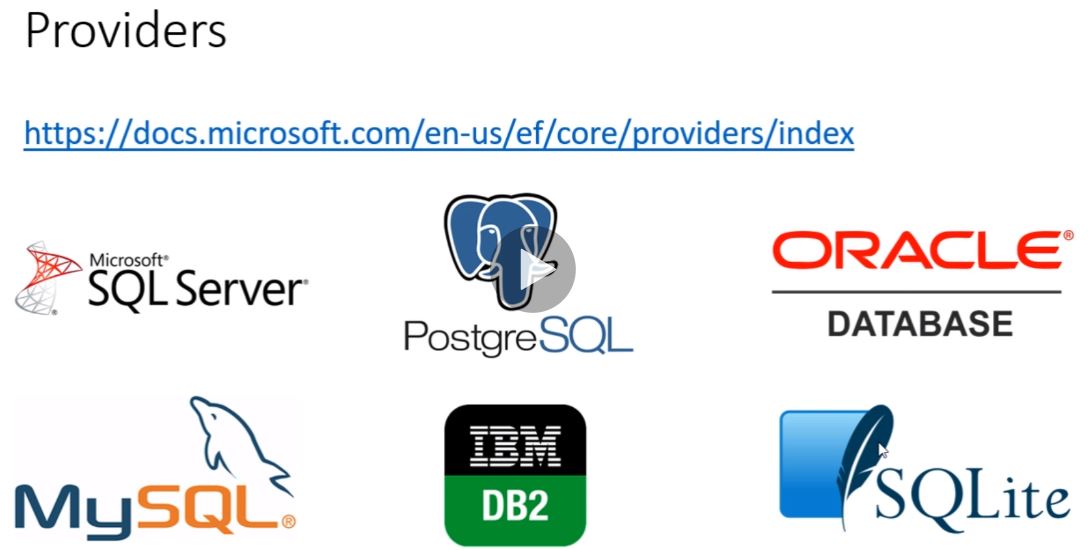 Providers
https://docs.microsoft.com/en-us/ef/core/providers/index
Microsoft®
SQL Server®
PostgreSQL
ORACLE®
DATABASE
MySQL®
IBM
DB2
SQLite